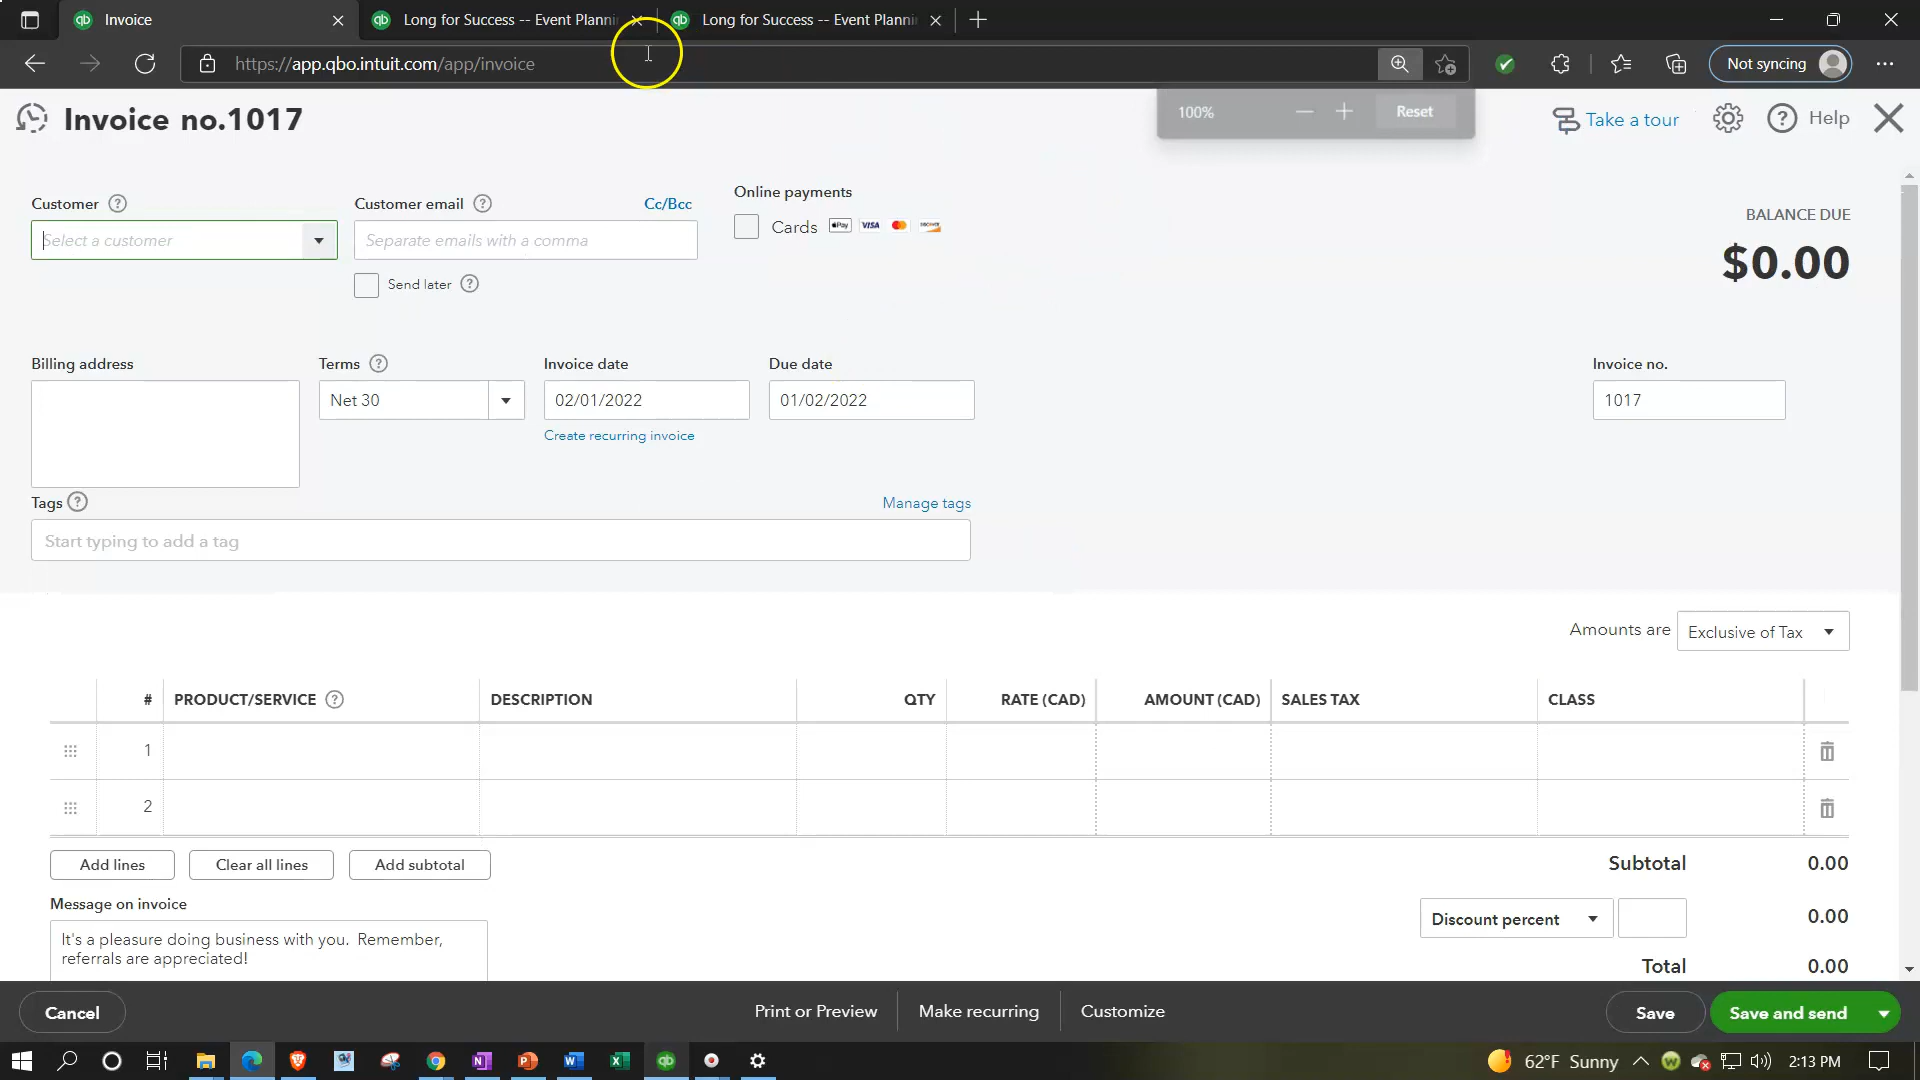 Invoice
Long for Success -- Event Planni
Long for Success -- Event Planni
https://app.qbo.intuit.com/app/invoice
Not syncing
100%
Reset
Invoice no.1017
Take a tour
Help
Customer
Customer email
Cc/Bcc
Online payments
Select a customer
Separate emails with a comma
Cards
Pay
VISA
BALANCE DUE
$0.00
Send later
Billing address
Terms
Invoice date
Due date
Invoice no.
Net 30
02/01/2022
01/02/2022
1017
Create recurring invoice
Tags
Manage tags
Start typing to add a tag
Amounts are
Exclusive of Tax
# PRODUCT/SERVICE DESCRIPTION QTY RATE (CAD) AMOUNT (CAD) SALES TAX CLASS
1
2
Add lines
Clear all lines
Add subtotal
Subtotal 0.00
Message on invoice
Discount percent
0.00
It's a pleasure doing business with you.  Remember,
referrals are appreciated!
Total 0.00
Cancel
Print or Preview
Make recurring
Customize
Save
Save and send
62°F Sunny
2:13 PM